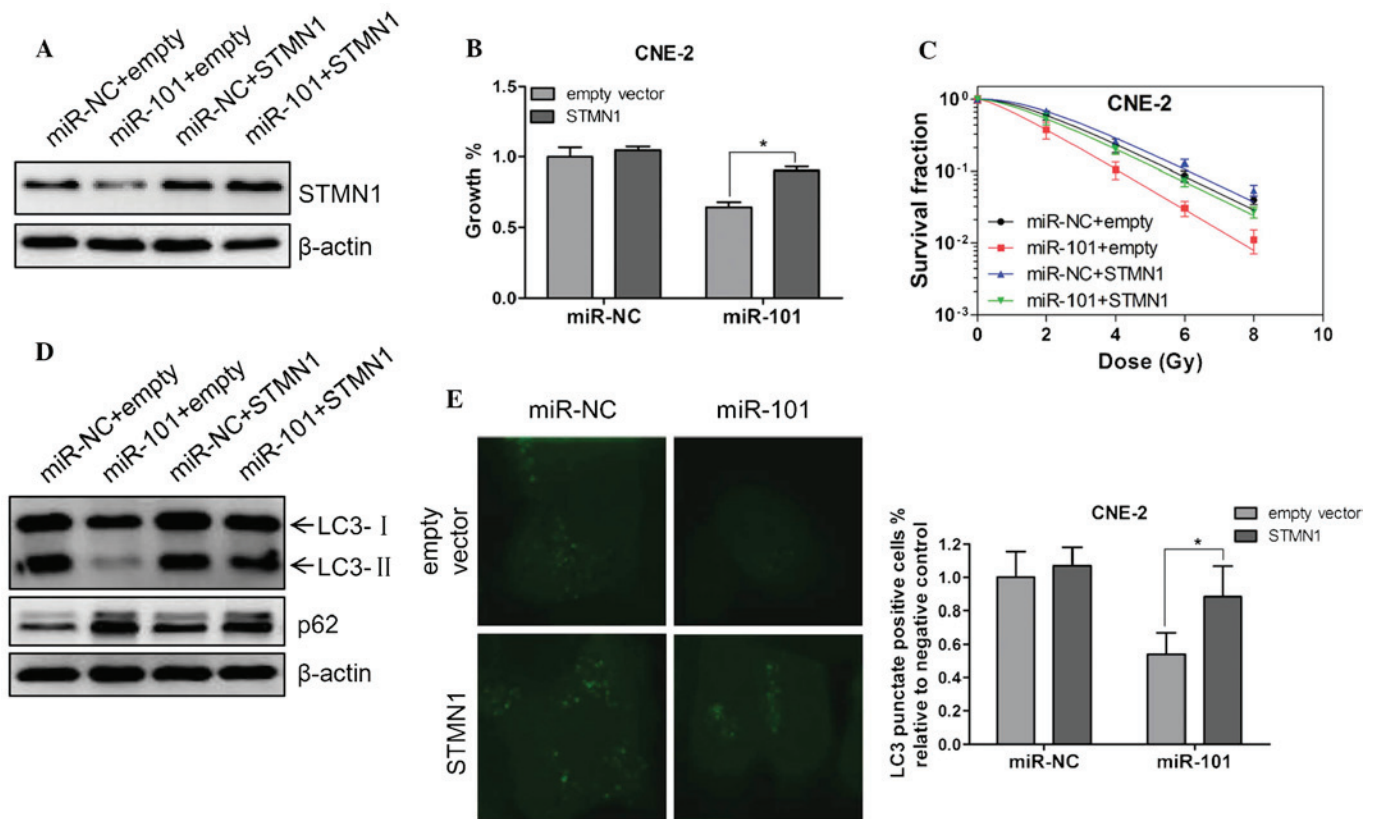 A
miR-NC+empty
miR-101+empty
miR-NC+STMN1
miR-101+STMN1
STMN1
β-actin
B
CNE-2
empty vector
STMN1
Growth %
1.5
1.0
0.5
0.0
miR-NC
miR-101
*
C
CNE-2
Survival fraction
10⁰
10⁻¹
10⁻²
10⁻³
miR-NC+empty
miR-101+empty
miR-NC+STMN1
miR-101+STMN1
0
2
4
6
8
10
Dose (Gy)
D
miR-NC+empty
miR-101+empty
miR-NC+STMN1
miR-101+STMN1
←LC3- Ⅰ
←LC3- Ⅱ
p62
β-actin
E
miR-NC
miR-101
empty
vector
STMN1
CNE-2
empty vector
STMN1
LC3 punctate positive cells %
relative to negative control
1.2
1.0
0.8
0.6
0.4
0.2
0.0
miR-NC
miR-101
*